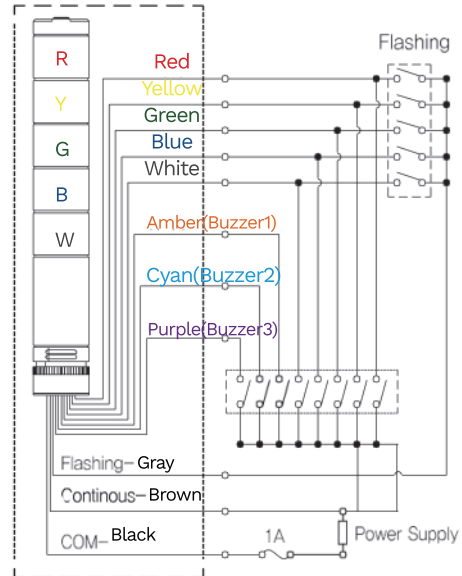 Flashing
R
Red
Y
Yellow
G
Green
B
Blue
W
White
Amber(Buzzer1)
Cyan(Buzzer2)
Purple(Buzzer3)
Flashing-Gray
Continous-Brown
COM-Black
1A
Power Supply